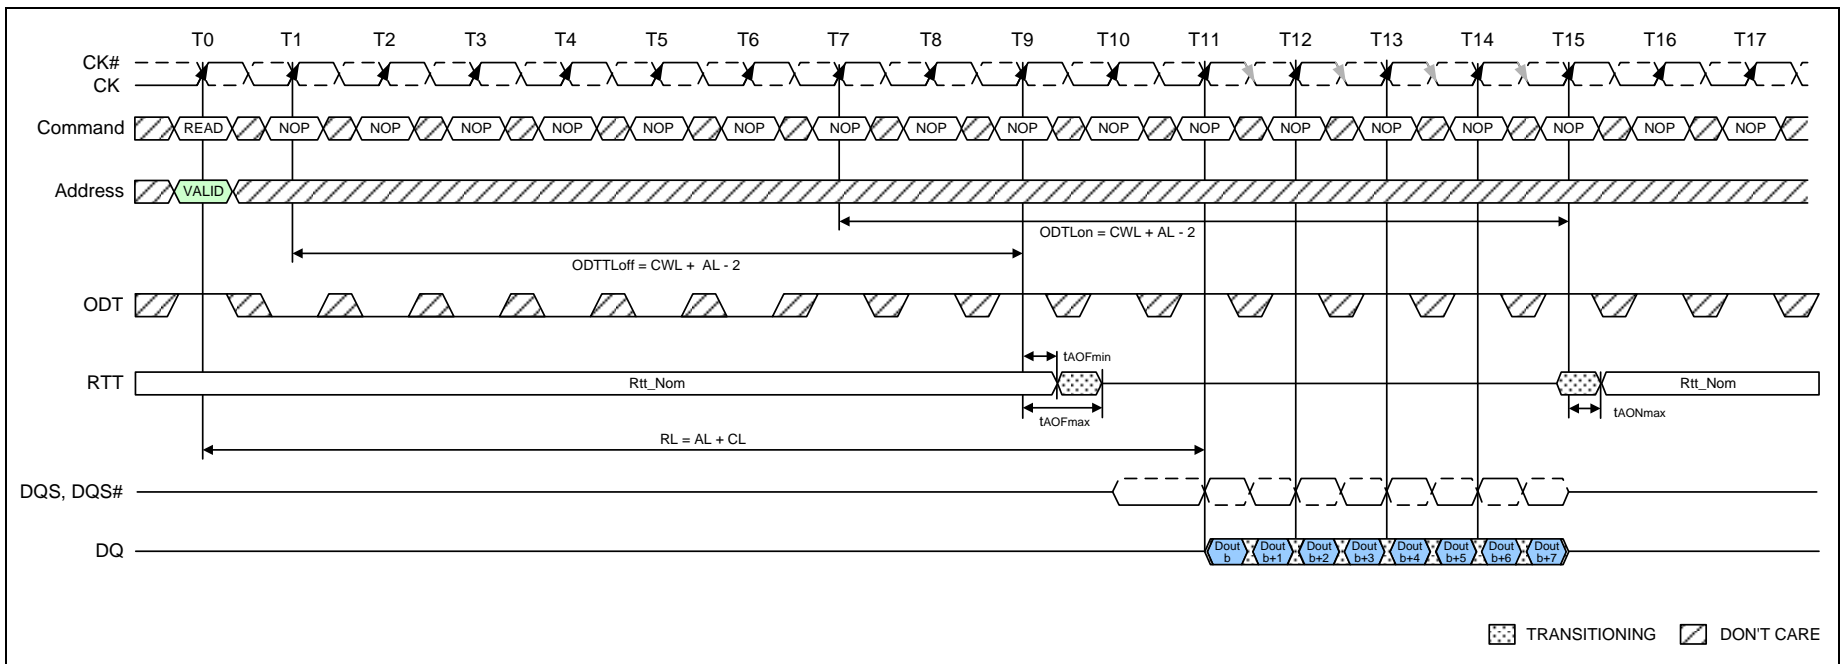 T0 T1 T2 T3 T4 T5 T6 T7 T8 T9 T10 T11 T12 T13 T14 T15 T16 T17
CK#
CK
Command READ NOP NOP NOP NOP NOP NOP NOP NOP NOP NOP NOP NOP NOP NOP NOP NOP NOP
Address VALID
ODTLon = CWL + AL - 2
ODTTLoff = CWL + AL - 2
ODT
tAOFmin
RTT Rtt_Nom Rtt_Nom
tAOFmax tAONmax
RL = AL + CL
DQS, DQS#
DQ
Dout Dout Dout Dout Dout Dout Dout Dout
b b+1 b+2 b+3 b+4 b+5 b+6 b+7
TRANSITIONING DON'T CARE